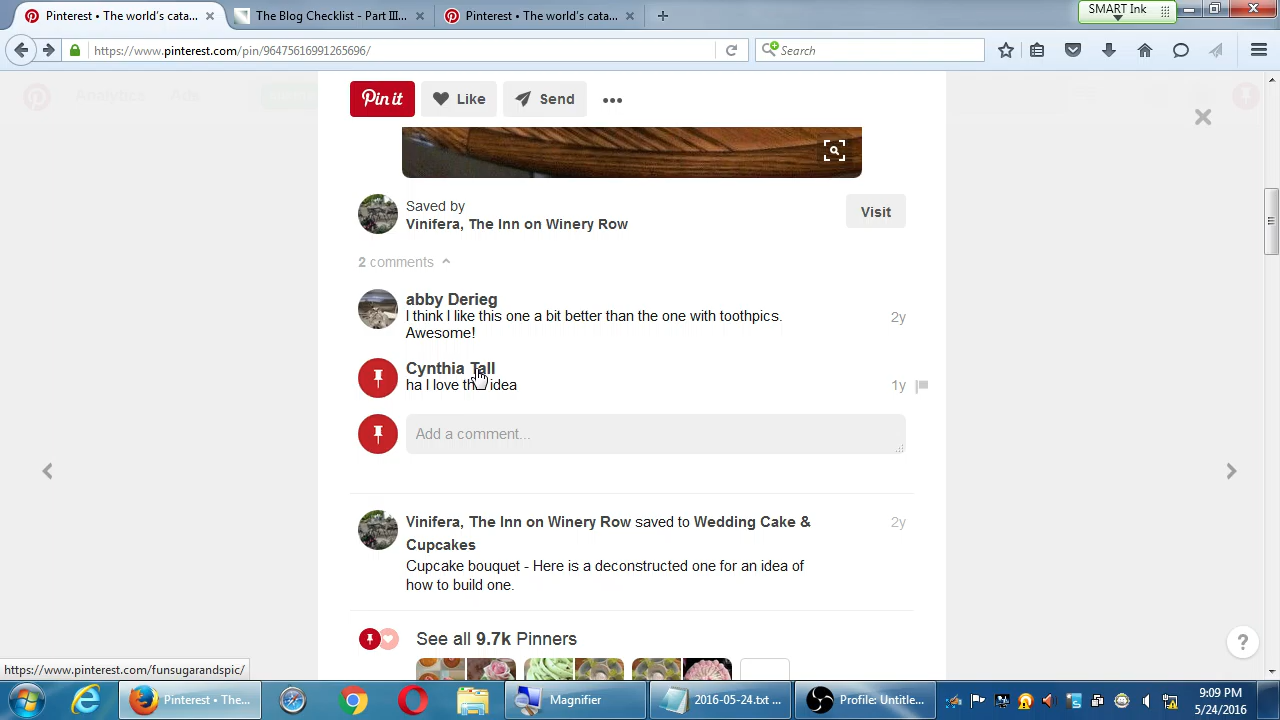 Pinterest • The world's cata...
The Blog Checklist - Part III...
Pinterest • The world's cata...
SMART Ink
https://www.pinterest.com/pin/96475616991265696/
Search
Analytics
Ads
Pin it
Like
Send
Saved by
Vinifera, The Inn on Winery Row
Visit
2 comments
abby Derieg
I think I like this one a bit better than the one with toothpics.
Awesome!
2y
Cynthia Tall
ha I love the idea
1y
Add a comment...
Vinifera, The Inn on Winery Row saved to Wedding Cake &
Cupcakes
2y
Cupcake bouquet - Here is a deconstructed one for an idea of
how to build one.
See all 9.7k Pinners
?
https://www.pinterest.com/funsugarandspic/
Pinterest • The...
Magnifier
2016-05-24.txt ...
Profile: Untitle...
9:09 PM
5/24/2016